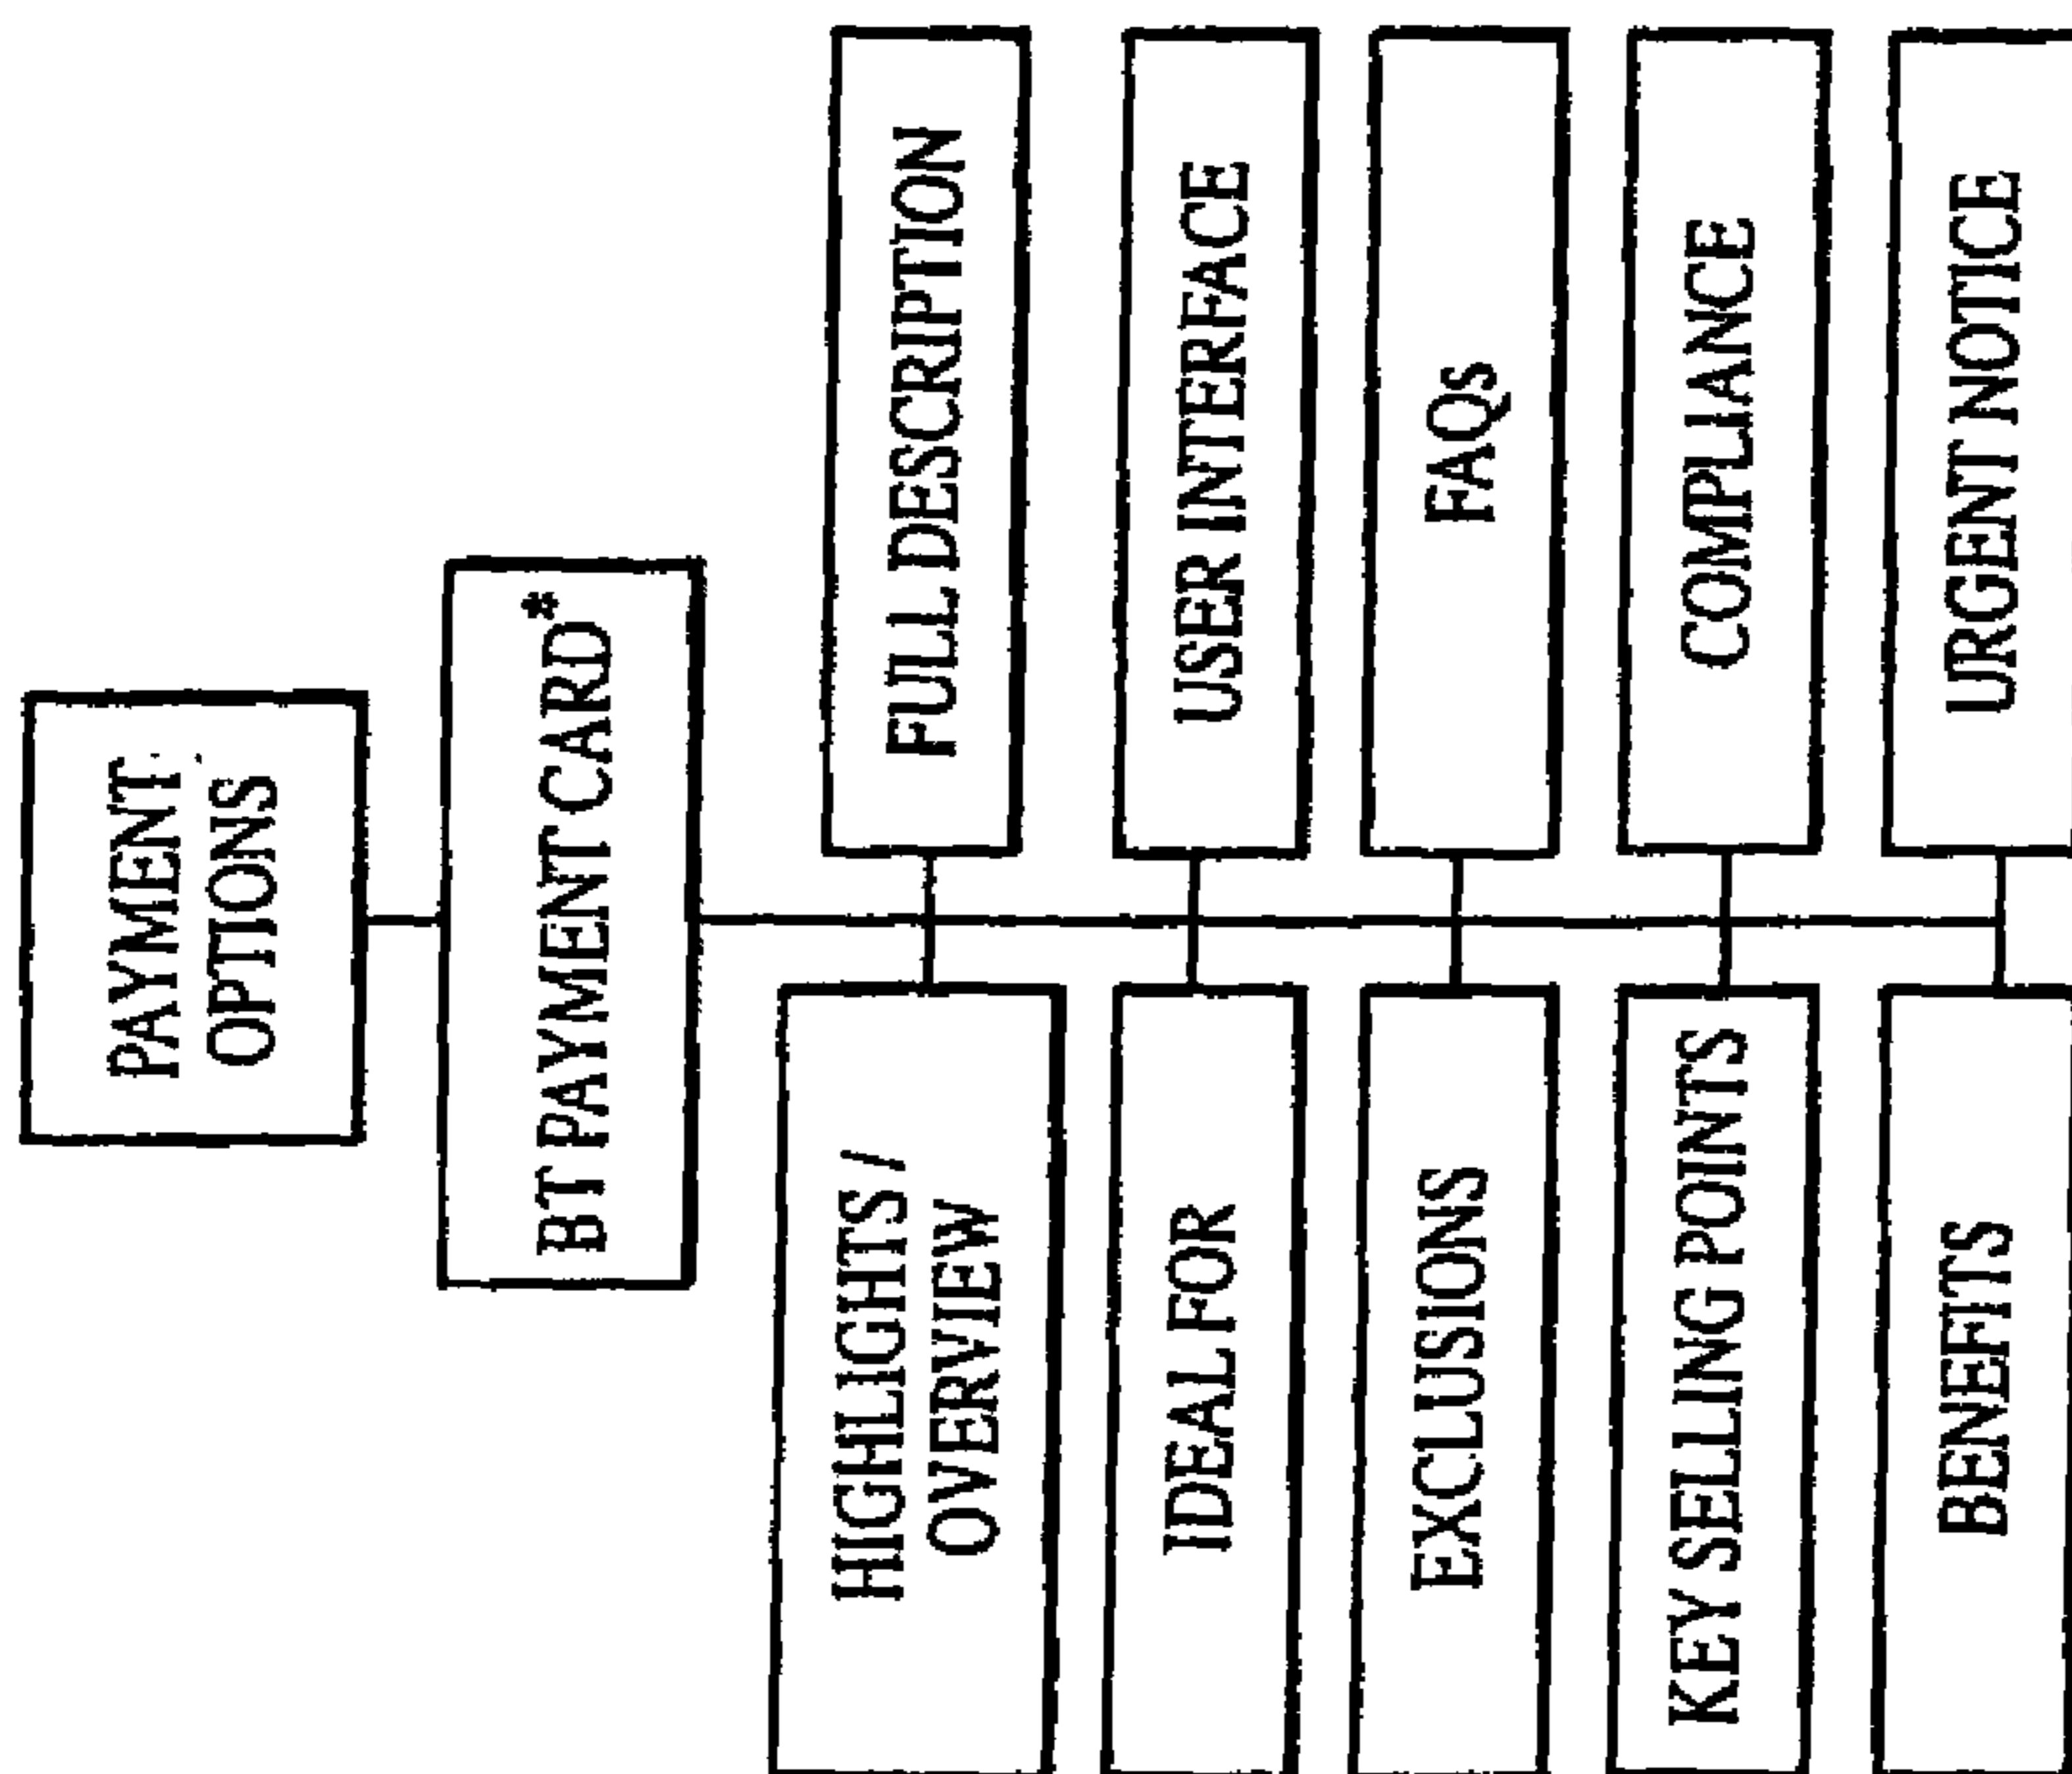 PAYMENT
OPTIONS
BT PAYMENT CARD*
HIGHLIGHTS /
OVERVIEW
FULL DESCRIPTION
IDEAL FOR
USER INTERFACE
EXCLUSIONS
FAQS
KEY SELLING POINTS
COMPLIANCE
BENEFITS
URGENT NOTICE